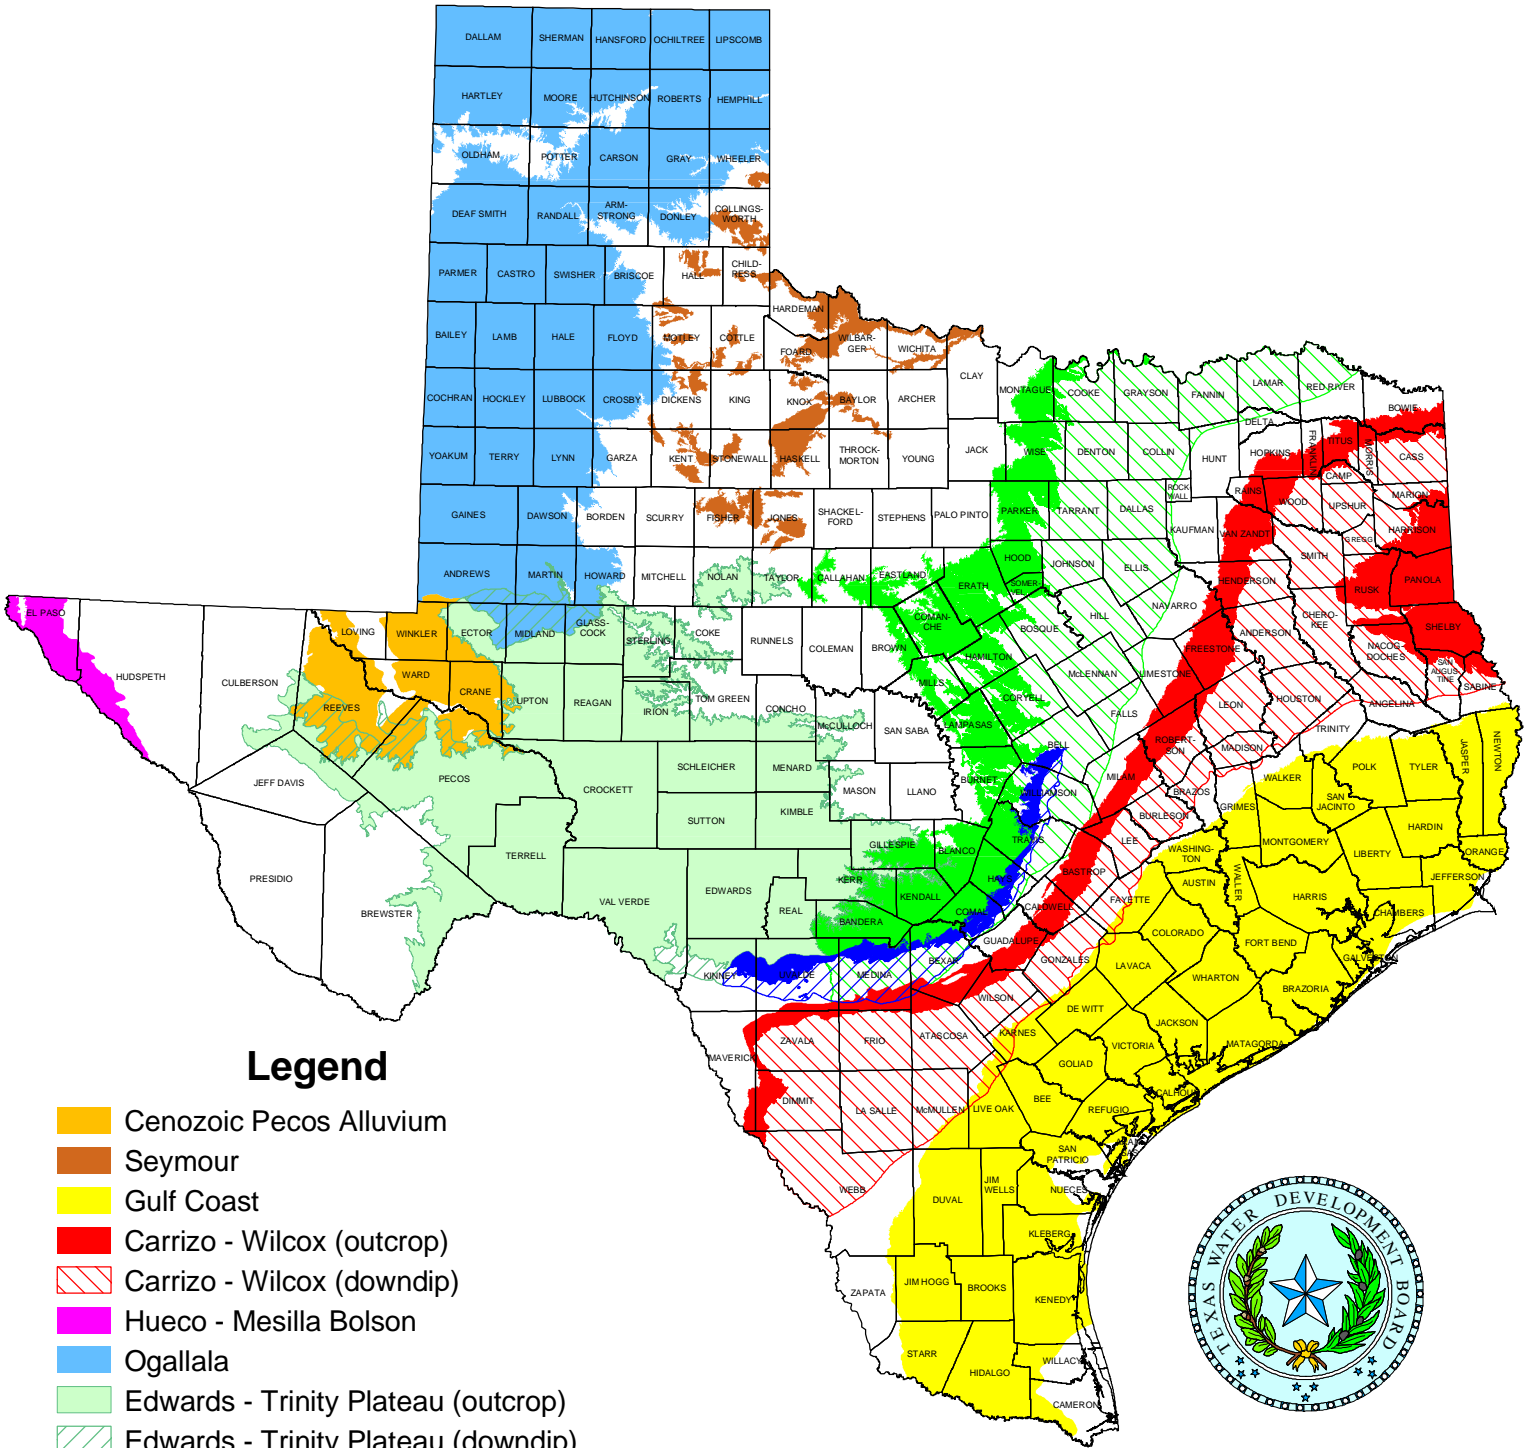 DALLAM SHERMAN HANSFORD OCHILTREE LIPSCOMB
HARTLEY MOORE HUTCHINSON ROBERTS HEMPHILL
OLDHAM POTTER CARSON GRAY WHEELER
DEAF SMITH RANDALL ARM-
STRONG DONLEY COLLINGS-
WORTH
PARMER CASTRO SWISHER BRISCOE HALL CHILD-
RESS
HARDEMAN
BAILEY LAMB HALE FLOYD MOTLEY COTTLE FOARD WILBAR-
GER WICHITA
CLAY MONTAGUE COOKE GRAYSON FANNIN LAMAR RED RIVER
BOWIE
COCHRAN HOCKLEY LUBBOCK CROSBY DICKENS KING KNOX BAYLOR ARCHER
DELTA
YOAKUM TERRY LYNN GARZA KENT STONEWALL HASKELL THROCK-
MORTON YOUNG JACK WISE DENTON COLLIN HUNT HOPKINS FRANKLIN TITUS MORRIS CASS
CAMP
ROCK
WALL RAINS WOOD UPSHUR MARION
GAINES DAWSON BORDEN SCURRY FISHER JONES SHACKEL-
FORD STEPHENS PALO PINTO PARKER TARRANT DALLAS KAUFMAN VAN ZANDT GREGG HARRISON
SMITH
ANDREWS MARTIN HOWARD MITCHELL NOLAN TAYLOR CALLAHAN EASTLAND ERATH HOOD JOHNSON ELLIS HENDERSON RUSK PANOLA
SOMER-
VEL
NAVARRO
EL PASO HUDSPETH CULBERSON LOVING WINKLER ECTOR MIDLAND GLASS-
COCK STERLING COKE RUNNELS COLEMAN BROWN COMAN-
CHE BOSQUE HILL ANDERSON CHERO-
KEE SHELBY
NACOG-
DOCHES SAN
AUGUS-
TINE SABINE
REEVES WARD CRANE UPTON REAGAN IRION TOM GREEN CONCHO McCULLOCH SAN SABA MILLS HAMILTON McLENNAN LIMESTONE FREESTONE
LAMPASAS CORYELL FALLS LEON HOUSTON ANGELINA
TRINITY
JEFF DAVIS PECOS CROCKETT SCHLEICHER MENARD MASON LLANO BURNET BELL ROBERT-
SON MADISON WALKER POLK TYLER JASPER NEWTON
WILLIAMSON MILAM BRAZOS GRIMES SAN
JACINTO
PRESIDIO BREWSTER TERRELL SUTTON KIMBLE GILLESPIE BLANCO TRAVIS LEE BURLESON WASHING-
TON MONTGOMERY HARDIN
LIBERTY ORANGE
VAL VERDE EDWARDS REAL KERR KENDALL HAYS BASTROP AUSTIN WALLER HARRIS JEFFERSON
BANDERA COMAL CALDWELL FAYETTE CHAMBERS
KINNEY UVALDE MEDINA BEXAR GUADALUPE GONZALES COLORADO FORT BEND GALVESTON
LAVACA WHARTON BRAZORIA
MAVERICK ZAVALA FRIO ATASCOSA WILSON KARNES DE WITT JACKSON MATAGORDA
GOLIAD VICTORIA
DIMMIT LA SALLE McMULLEN LIVE OAK BEE REFUGIO CALHOUN
SAN
PATRICIO ARAN
SAS
WEBB DUVAL JIM
WELLS NUECES
KLEBERG
ZAPATA JIM HOGG BROOKS KENEDY
STARR HIDALGO WILLACY
CAMERON
Legend
Cenozoic Pecos Alluvium
Seymour
Gulf Coast
Carrizo - Wilcox (outcrop)
Carrizo - Wilcox (downdip)
Hueco - Mesilla Bolson
Ogallala
Edwards - Trinity Plateau (outcrop)
Edwards - Trinity Plateau (downdip)
TEXAS WATER DEVELOPMENT BOARD